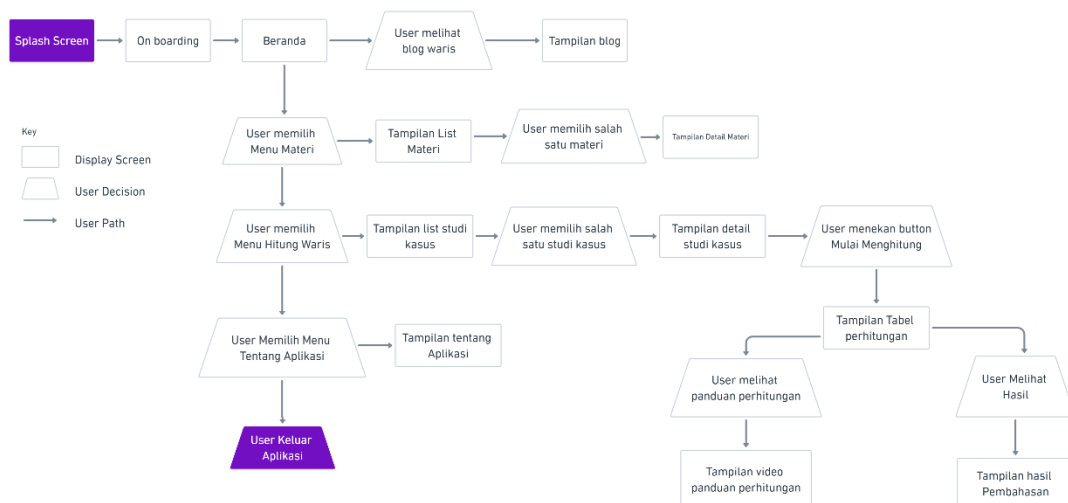 Splash Screen
On boarding
Beranda
User melihat
blog waris
Tampilan blog
Key
Display Screen
User Decision
User Path
User memilih
Menu Materi
Tampilan List
Materi
User memilih salah
satu materi
Tampilan Detail Materi
User memilih
Menu Hitung Waris
Tampilan list studi
kasus
User memilih salah
satu studi kasus
Tampilan detail
studi kasus
User menekan button
Mulai Menghitung
User Memilih Menu
Tentang Aplikasi
Tampilan tentang
Aplikasi
Tampilan Tabel
perhitungan
User melihat
panduan perhitungan
User Melihat
Hasil
User Keluar
Aplikasi
Tampilan video
panduan perhitungan
Tampilan hasil
Pembahasan